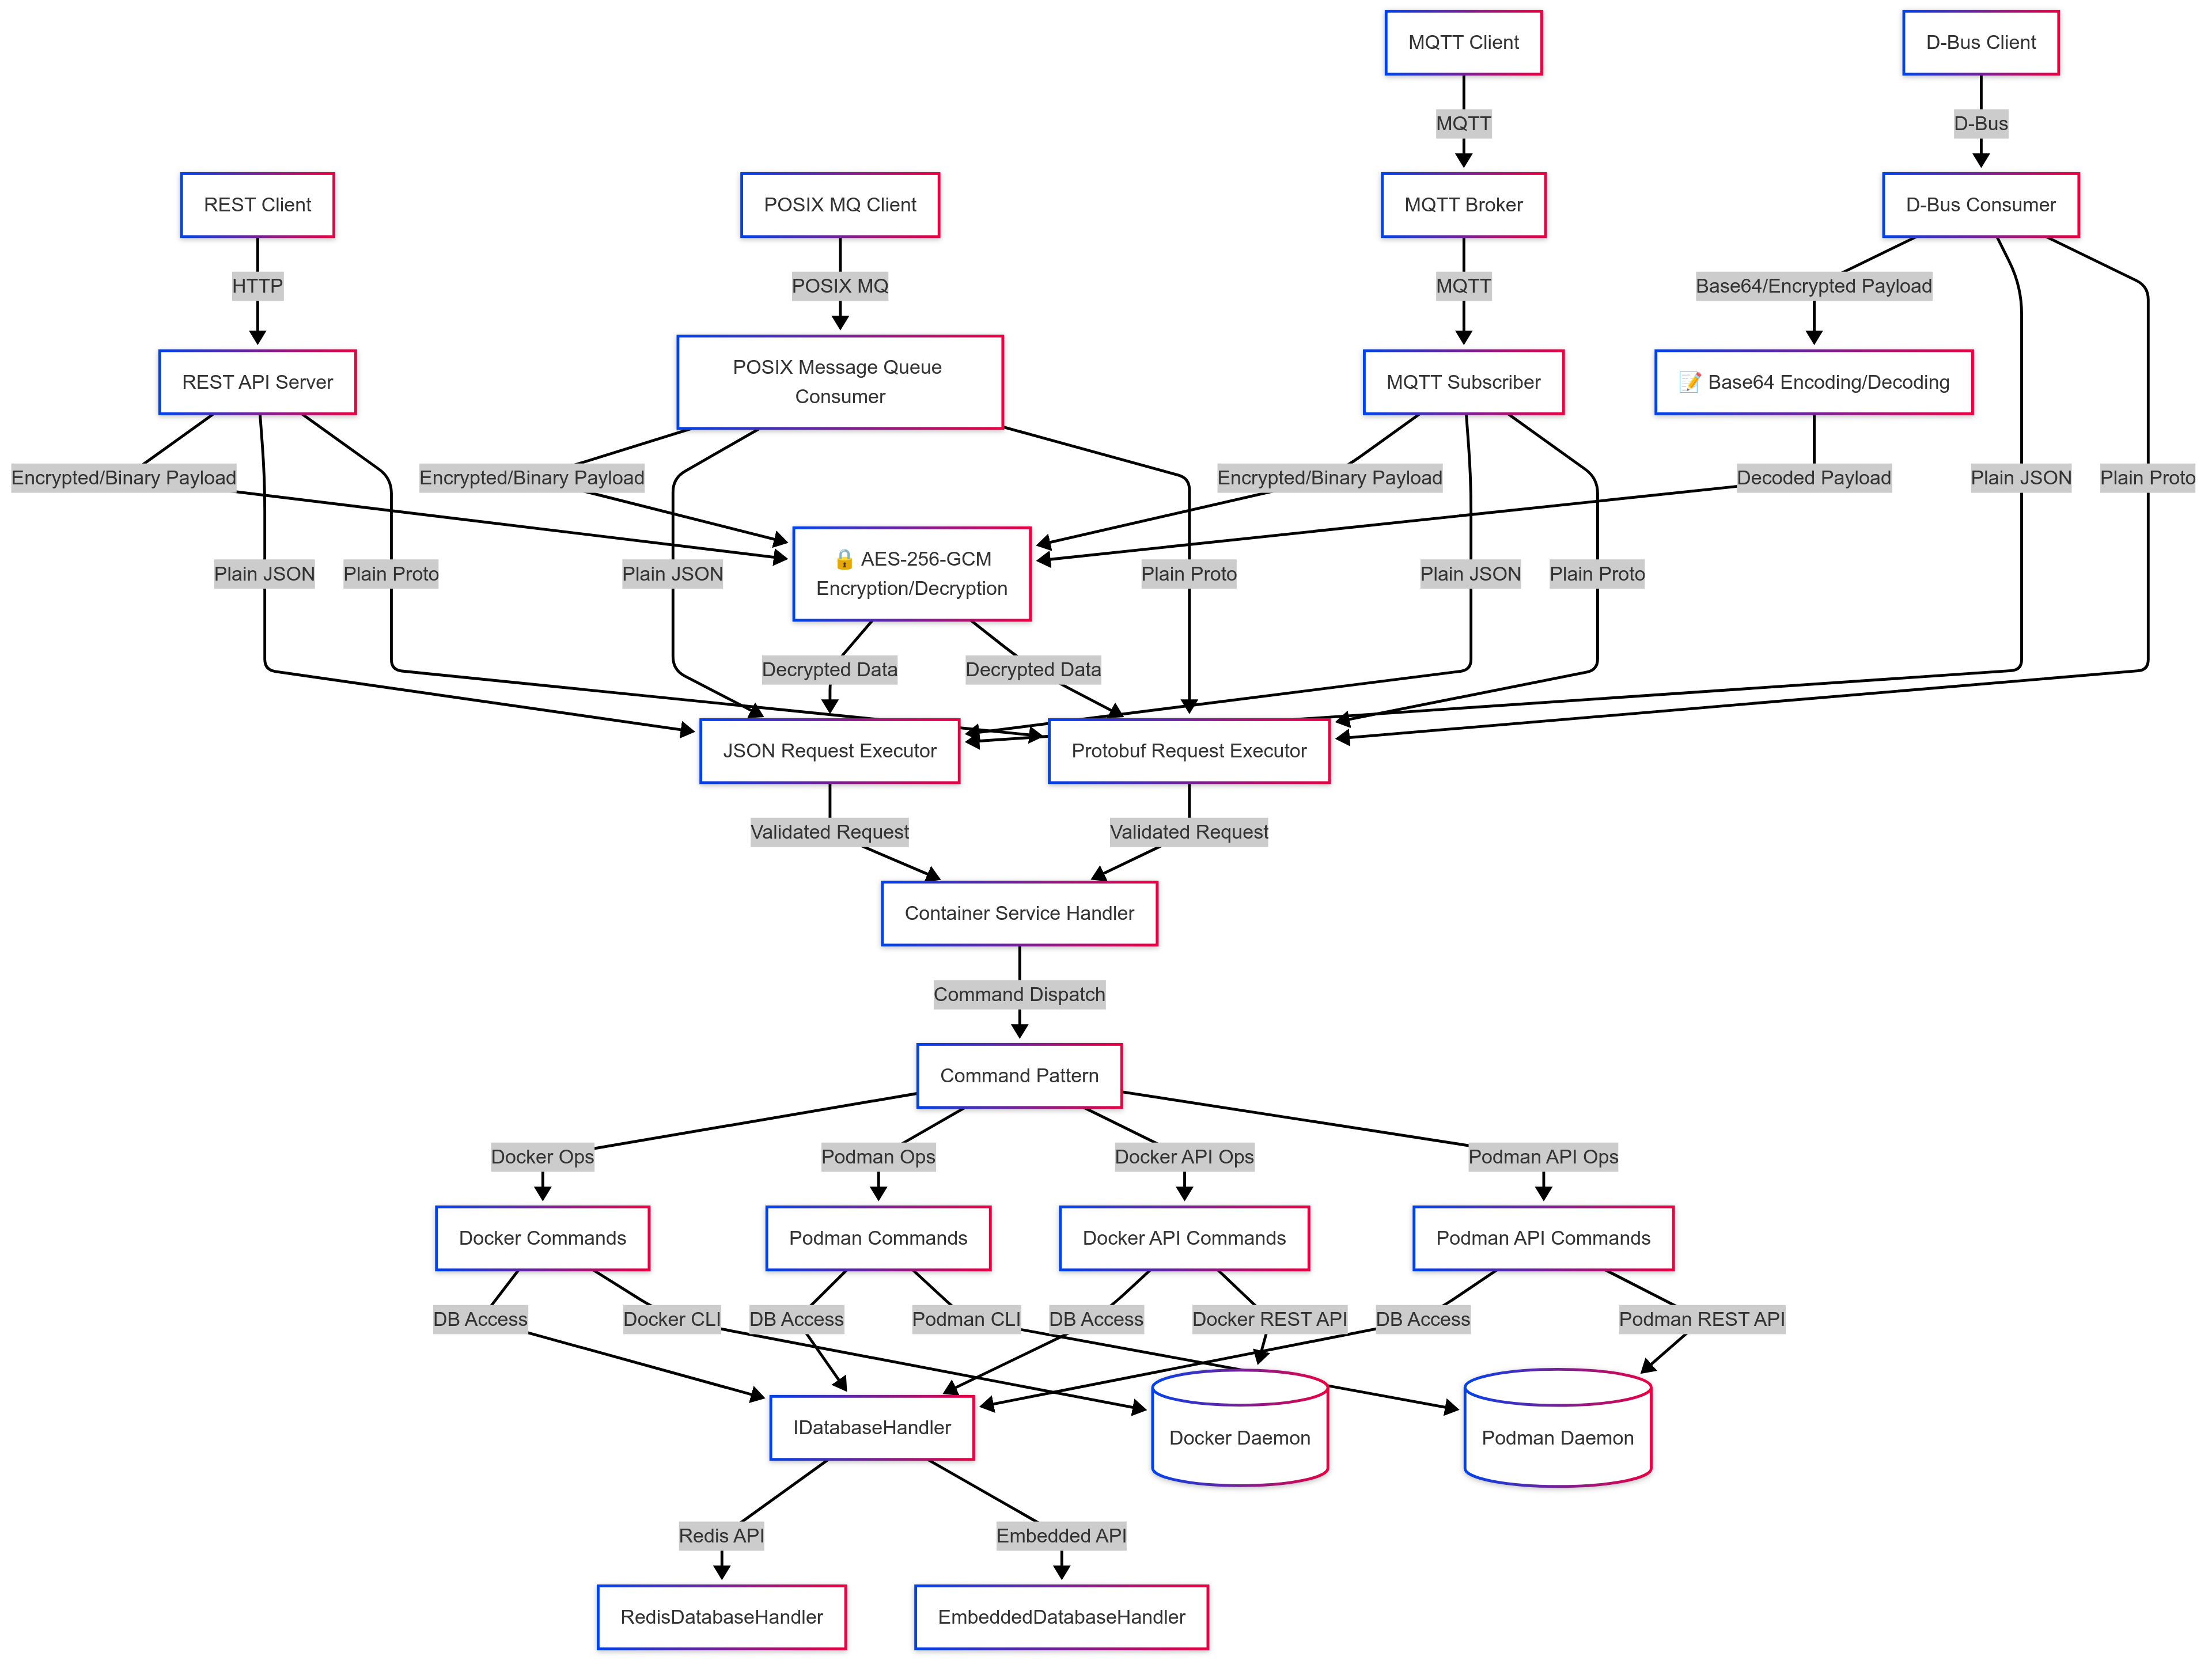 MQTT Client
D-Bus Client
MQTT
D-Bus
REST Client
POSIX MQ Client
MQTT Broker
D-Bus Consumer
HTTP
POSIX MQ
MQTT
Base64/Encrypted Payload
REST API Server
POSIX Message Queue
Consumer
MQTT Subscriber
📝 Base64 Encoding/Decoding
Encrypted/Binary Payload
Encrypted/Binary Payload
Encrypted/Binary Payload
Decoded Payload
Plain JSON
Plain Proto
🔒 AES-256-GCM
Encryption/Decryption
Plain JSON
Plain Proto
Plain JSON
Plain Proto
Plain JSON
Plain Proto
Decrypted Data
Decrypted Data
JSON Request Executor
Protobuf Request Executor
Validated Request
Validated Request
Container Service Handler
Command Dispatch
Command Pattern
Docker Ops
Podman Ops
Docker API Ops
Podman API Ops
Docker Commands
Podman Commands
Docker API Commands
Podman API Commands
DB Access
Docker CLI
DB Access
Podman CLI
DB Access
Docker REST API
DB Access
Podman REST API
IDatabaseHandler
Docker Daemon
Podman Daemon
Redis API
Embedded API
RedisDatabaseHandler
EmbeddedDatabaseHandler